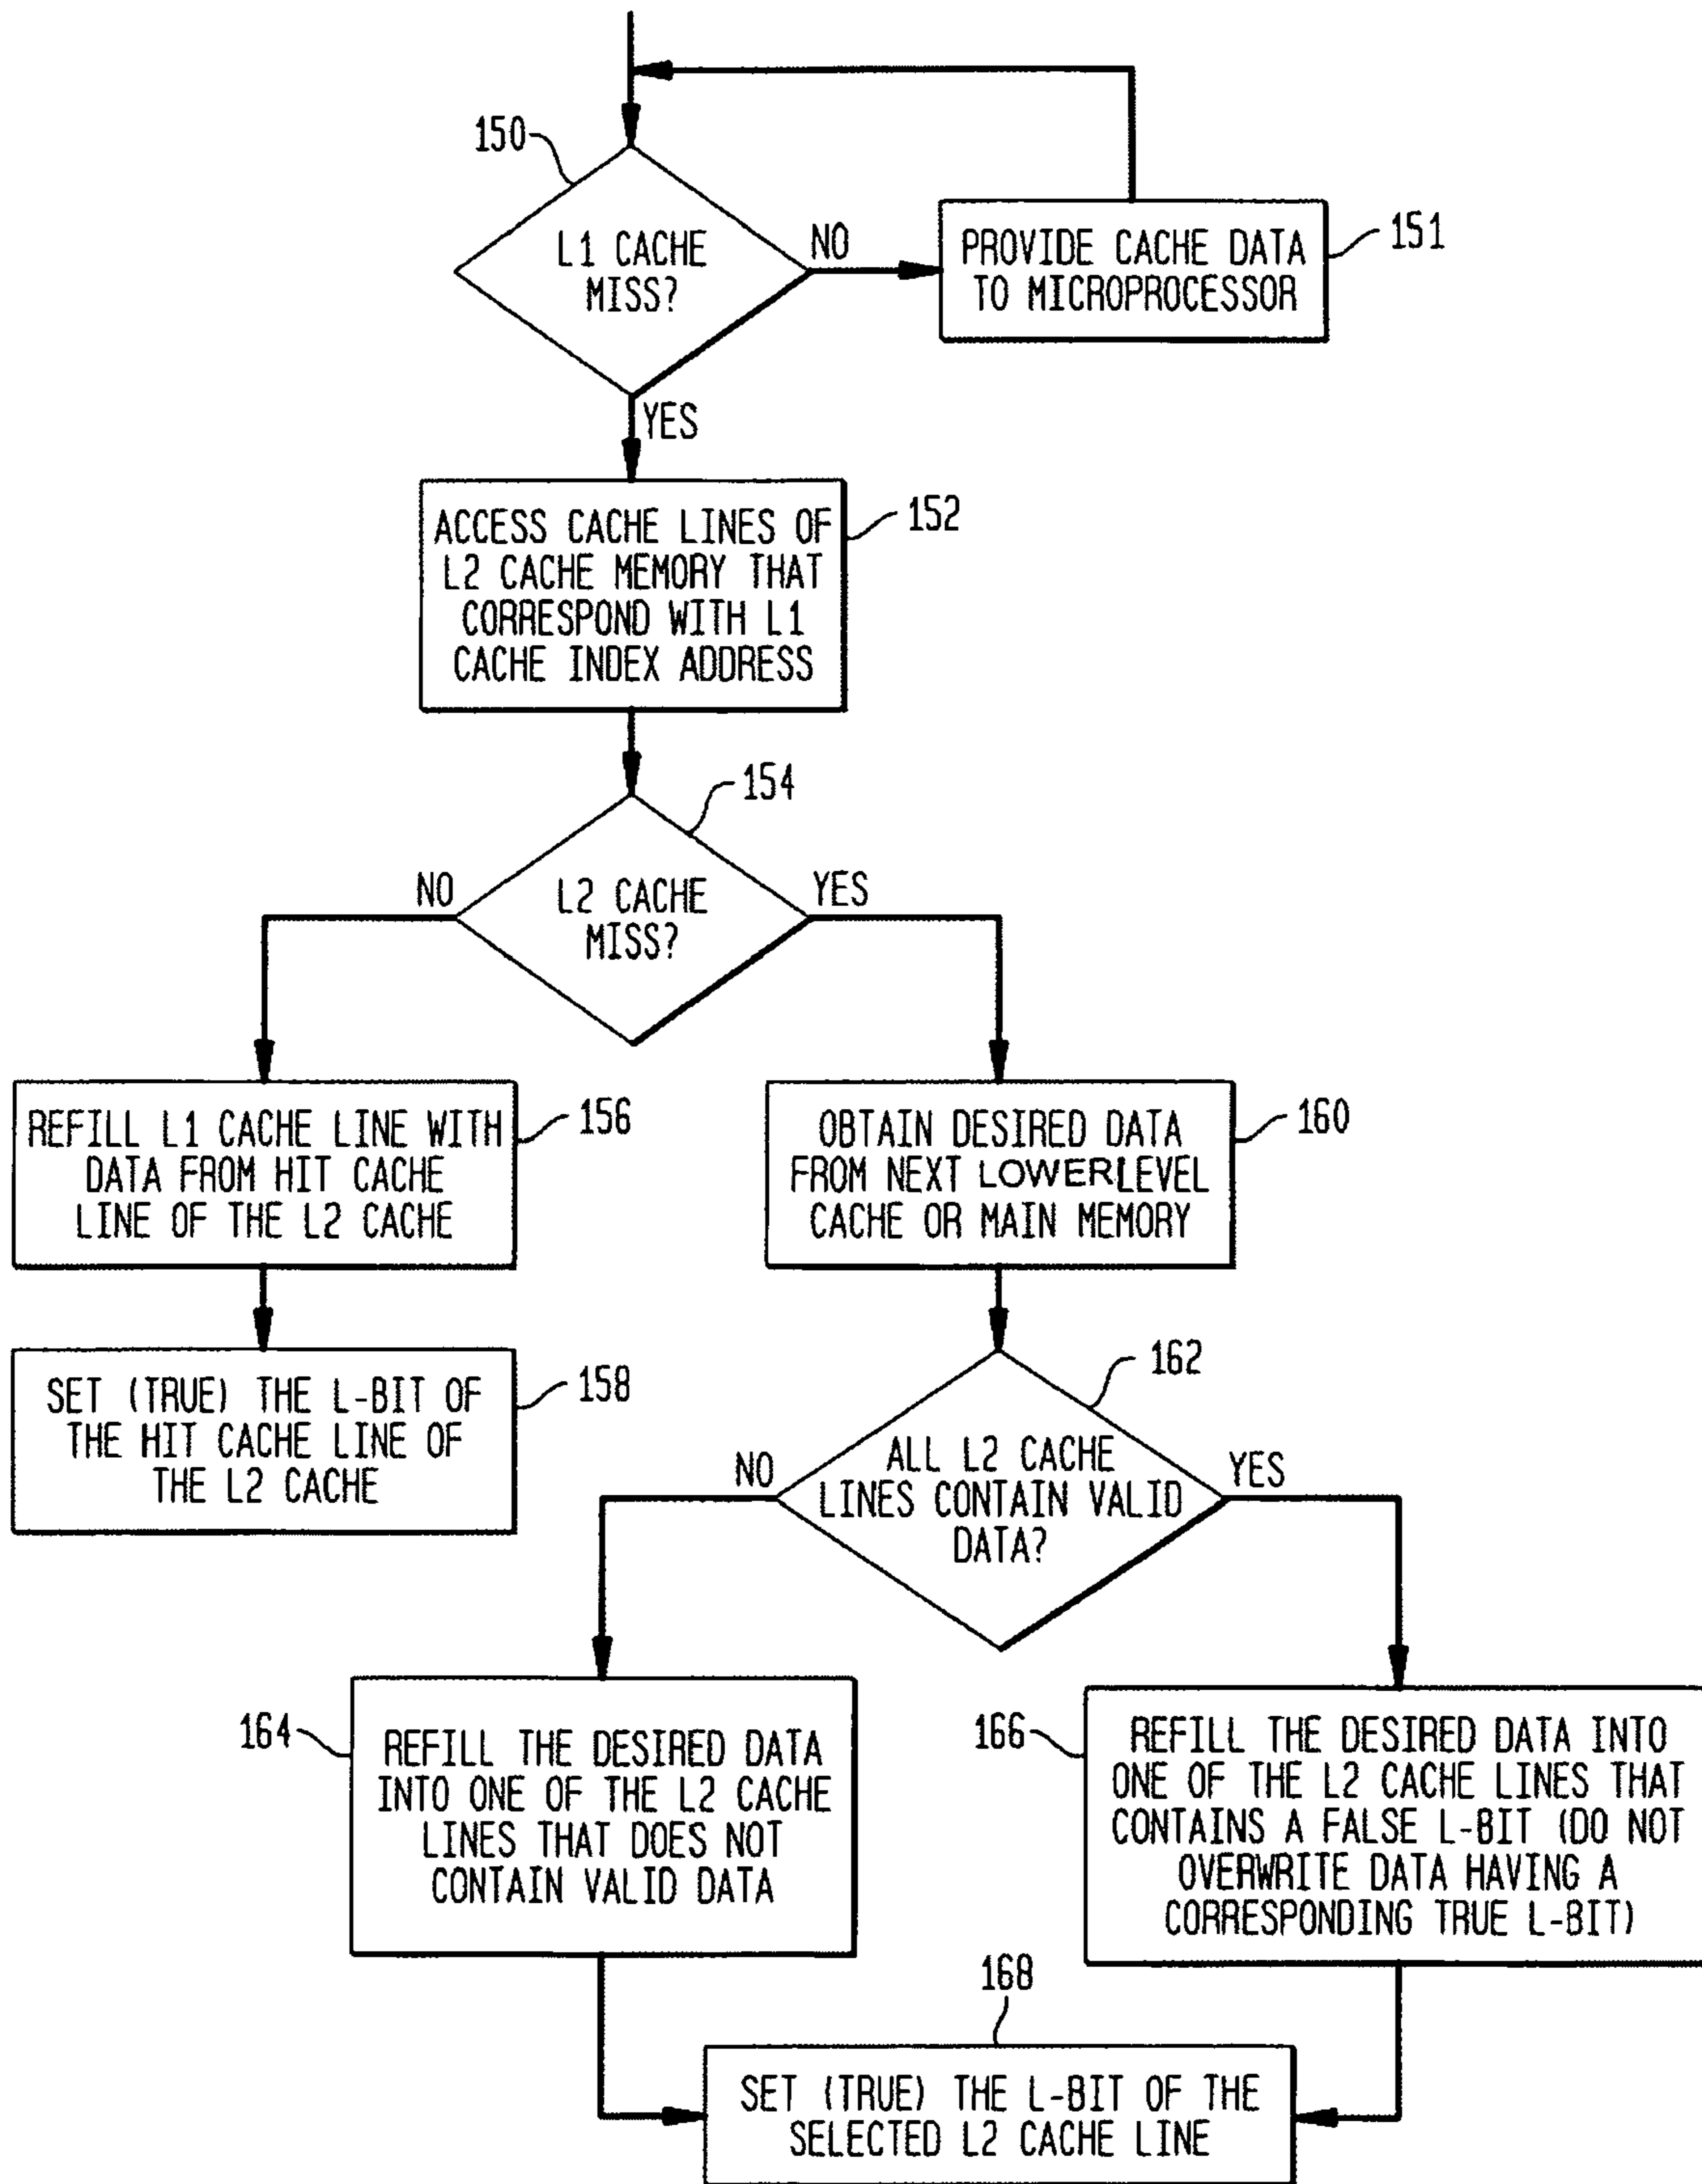 150
L1 CACHE
MISS?
NO
PROVIDE CACHE DATA
TO MICROPROCESSOR
151
YES
ACCESS CACHE LINES OF
L2 CACHE MEMORY THAT
CORRESPOND WITH L1
CACHE INDEX ADDRESS
152
154
L2 CACHE
MISS?
NO
YES
REFILL L1 CACHE LINE WITH
DATA FROM HIT CACHE
LINE OF THE L2 CACHE
156
OBTAIN DESIRED DATA
FROM NEXT LOWER LEVEL
CACHE OR MAIN MEMORY
160
SET (TRUE) THE L-BIT OF
THE HIT CACHE LINE OF
THE L2 CACHE
158
162
ALL L2 CACHE
LINES CONTAIN VALID
DATA?
NO
YES
164
REFILL THE DESIRED DATA
INTO ONE OF THE L2 CACHE
LINES THAT DOES NOT
CONTAIN VALID DATA
166
REFILL THE DESIRED DATA INTO
ONE OF THE L2 CACHE LINES THAT
CONTAINS A FALSE L-BIT (DO NOT
OVERWRITE DATA HAVING A
CORRESPONDING TRUE L-BIT)
168
SET (TRUE) THE L-BIT OF THE
SELECTED L2 CACHE LINE